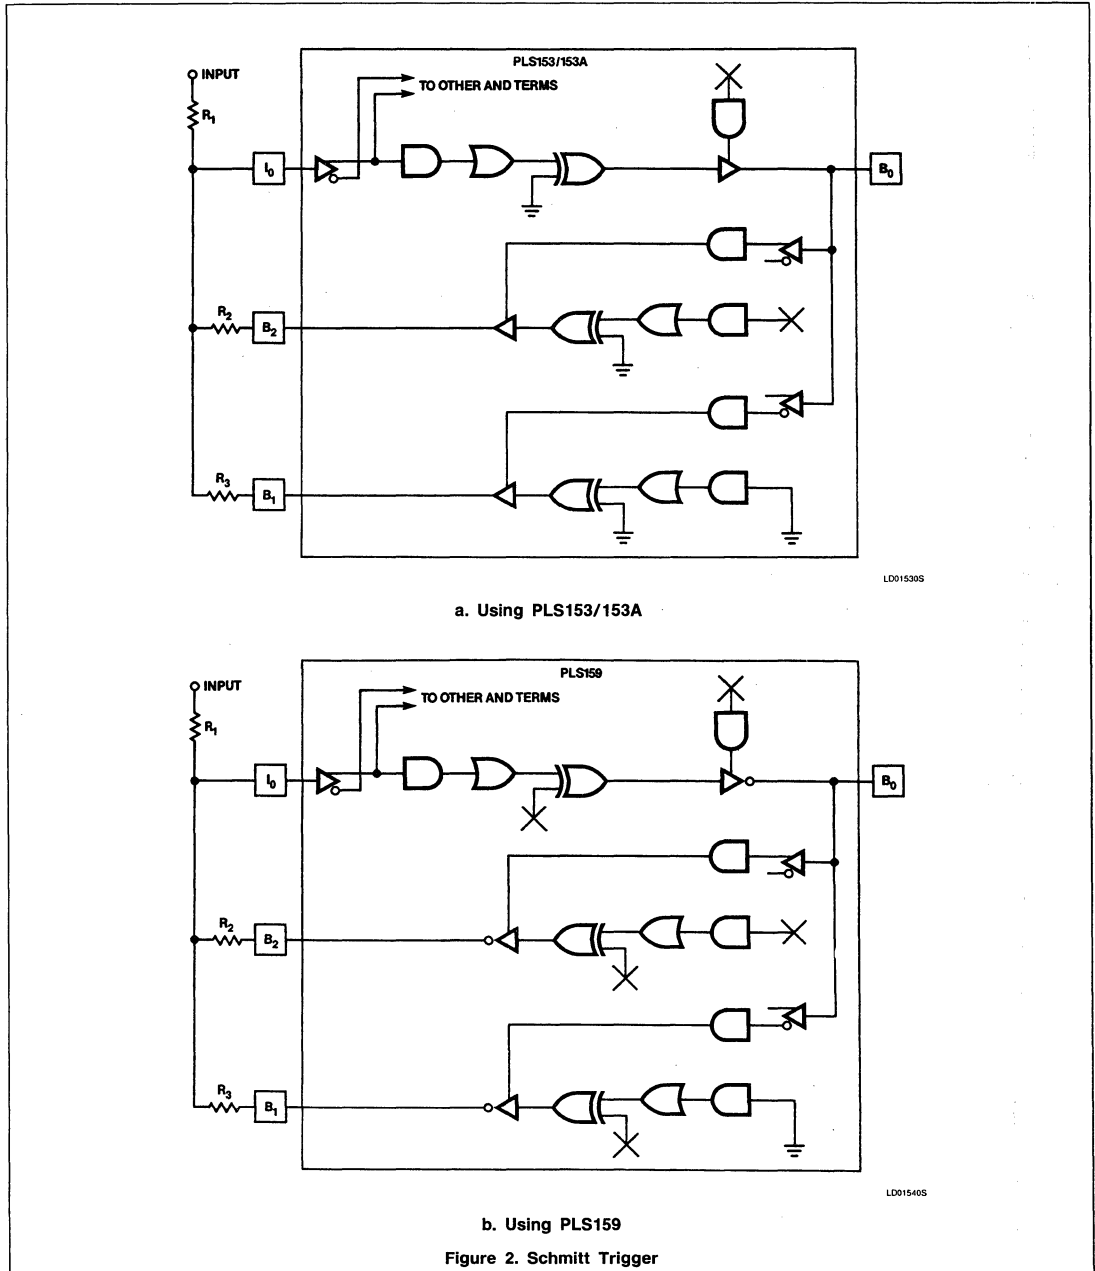 PLS153/153A
INPUT
TO OTHER AND TERMS
R1
I0
B0
R2
B2
R3
B1
LD01530S
a. Using PLS153/153A
PLS159
INPUT
TO OTHER AND TERMS
R1
I0
B0
R2
B2
R3
B1
LD01540S
b. Using PLS159
Figure 2. Schmitt Trigger